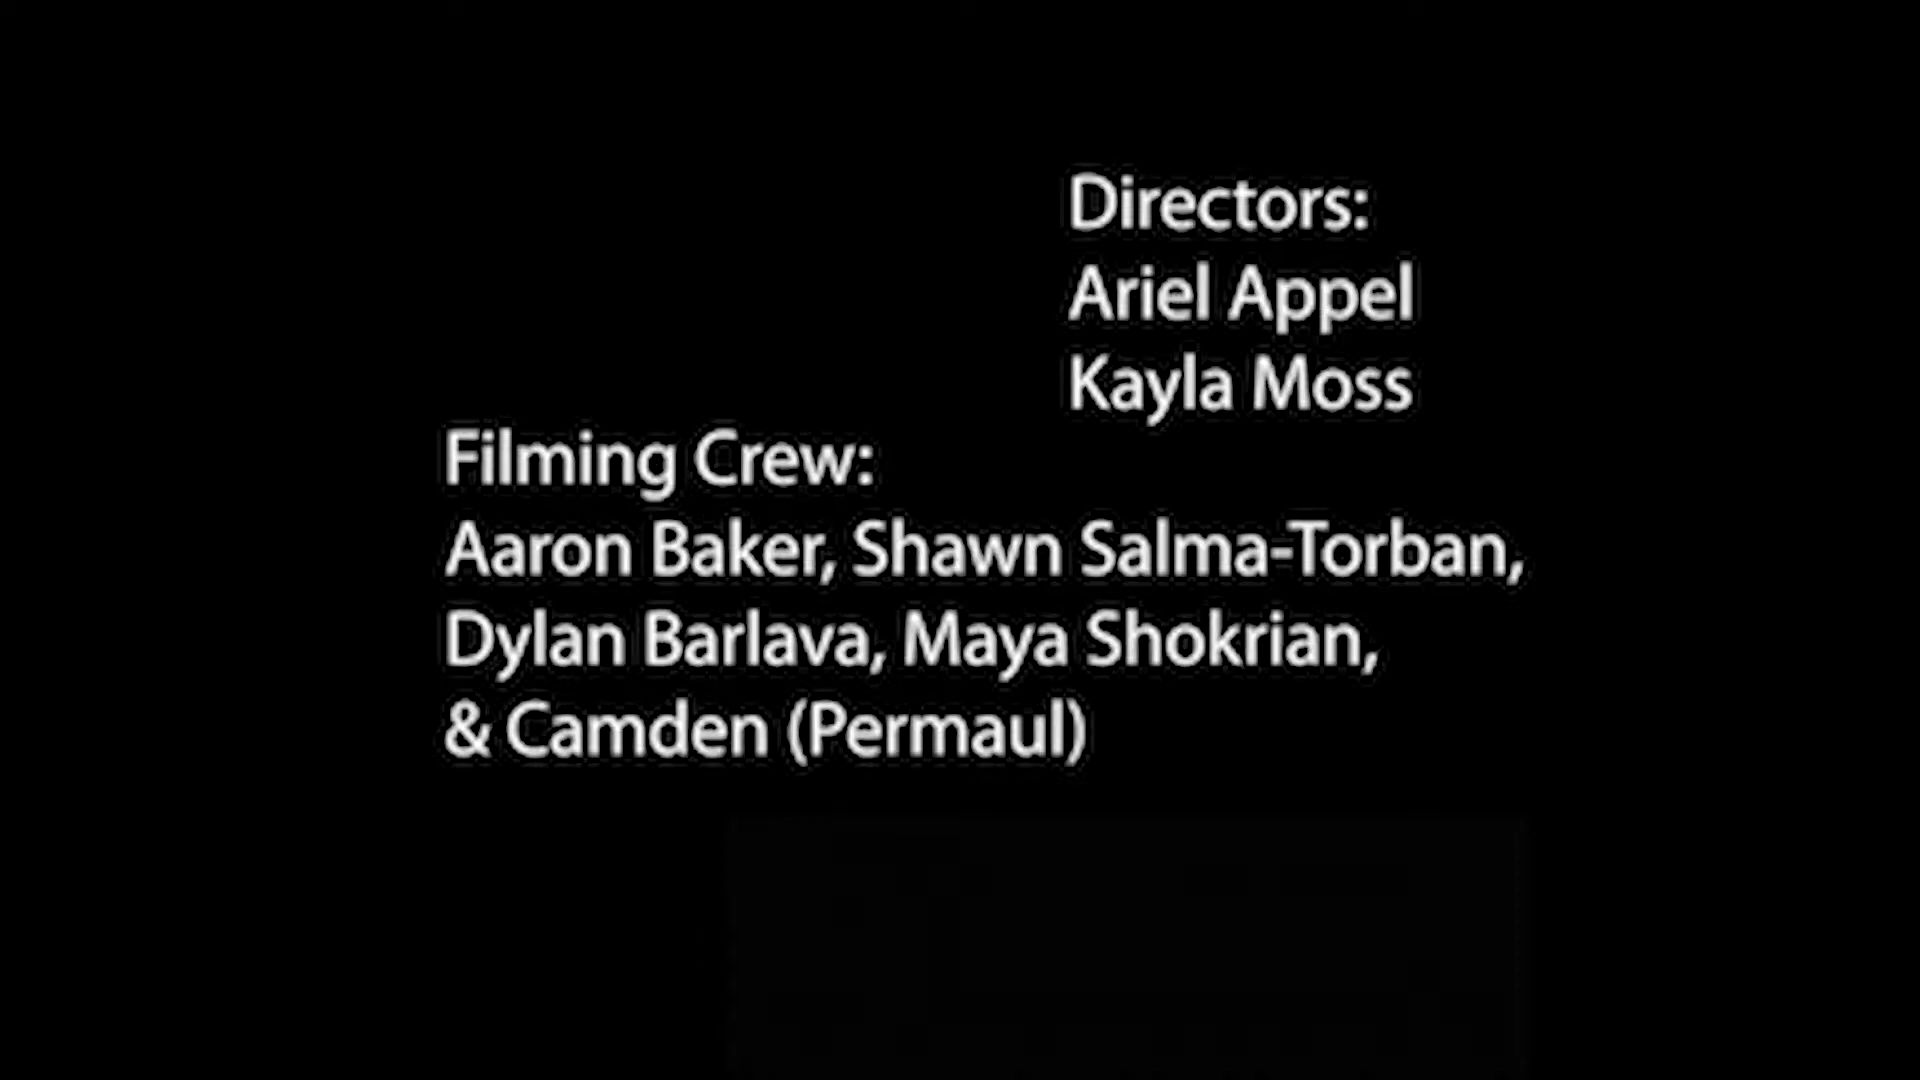 Directors:
Ariel Appel
Kayla Moss
Filming Crew:
Aaron Baker, Shawn Salma-Torban,
Dylan Barlava, Maya Shokrian,
& Camden (Permaul)